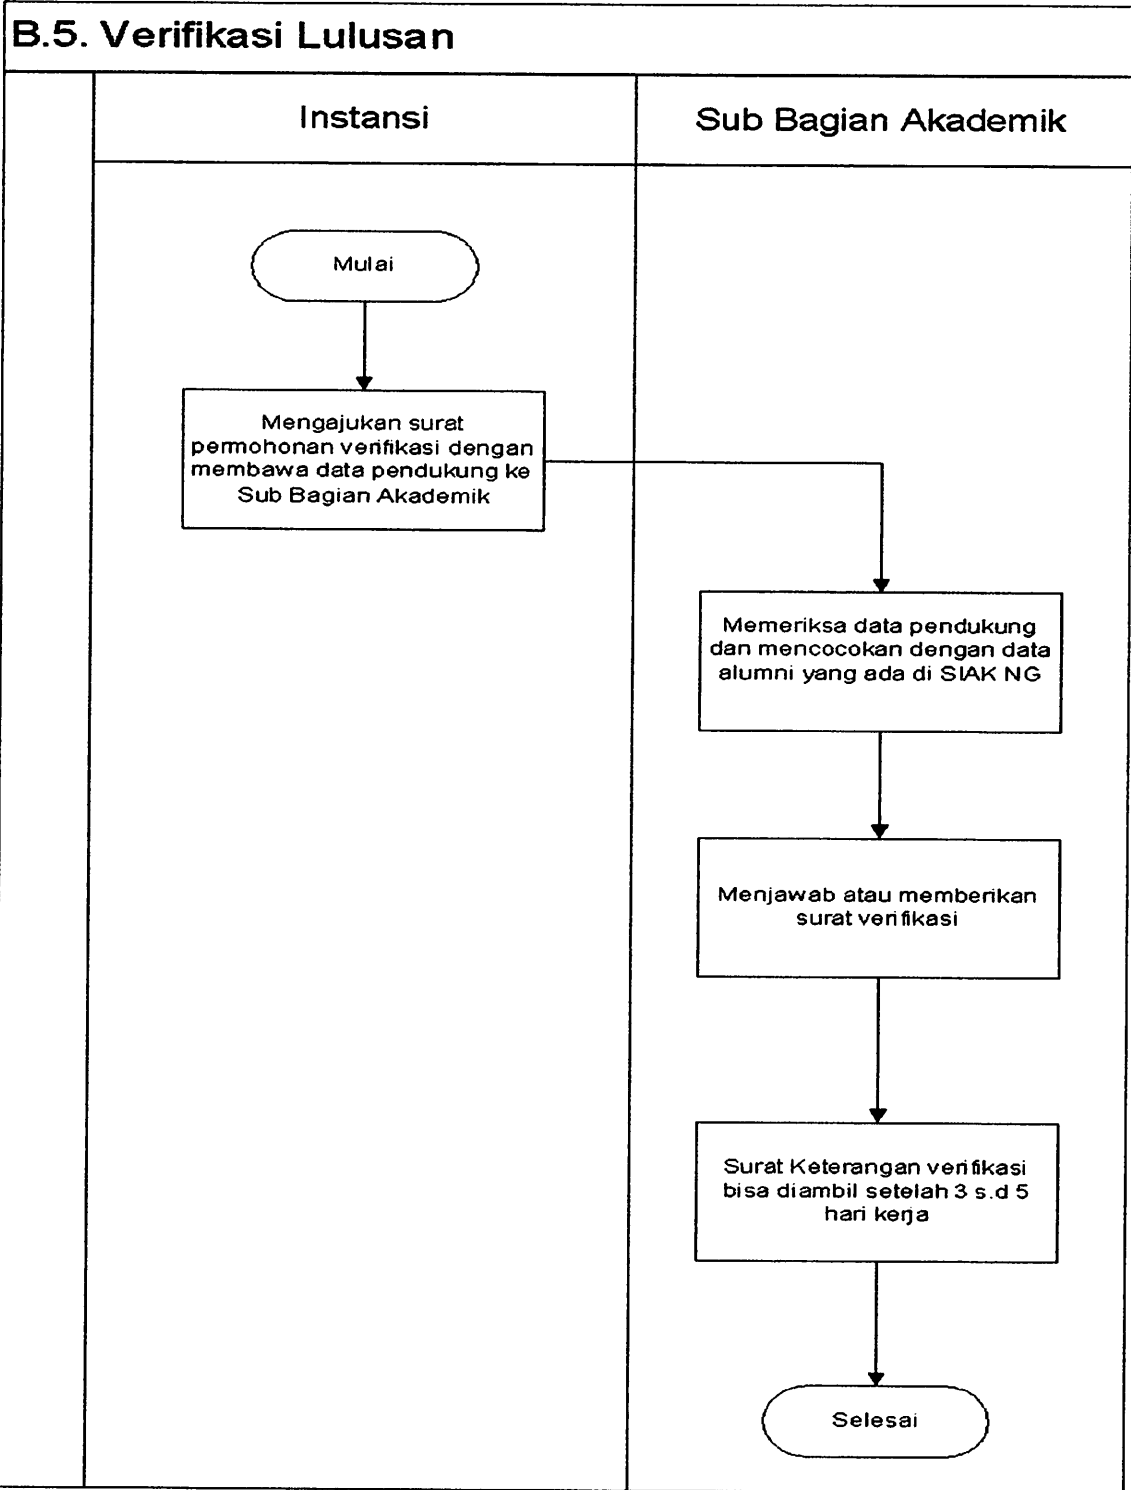 B.5. Verifikasi Lulusan
Instansi
Sub Bagian Akademik
Mulai
Mengajukan surat
permohonan verifikasi dengan
membawa data pendukung ke
Sub Bagian Akademik
Memeriksa data pendukung
dan mencocokan dengan data
alumni yang ada di SIAK NG
Menjawab atau memberikan
surat verifikasi
Surat Keterangan verifikasi
bisa diambil setelah 3 s.d 5
hari kerja
Selesai